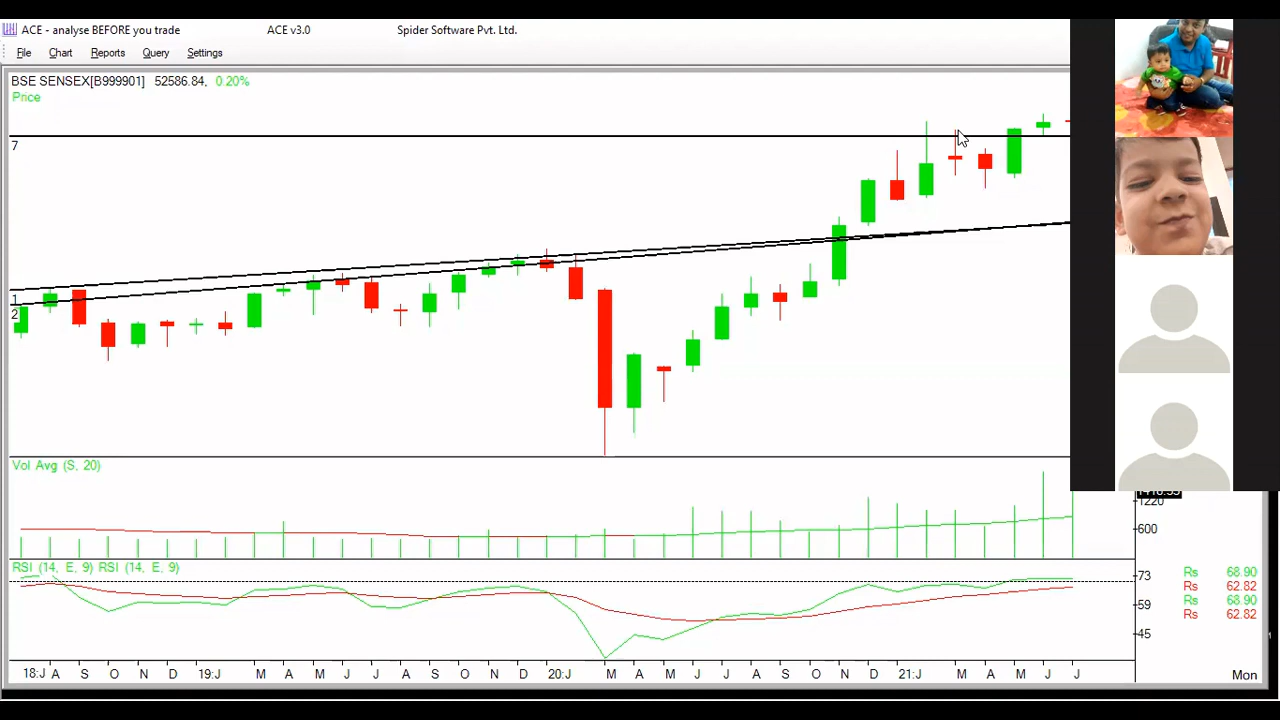 ACE - analyse BEFORE you trade ACE v3.0 Spider Software Pvt. Ltd.
File Chart Reports Query Settings
BSE SENSEX[B999901] 52586.84, 0.20%
Price
7
1
2
Vol Avg (S, 20)
1220
600
RSI (14, E, 9) RSI (14, E, 9)
73 Rs 68.90
Rs 62.82
59 Rs 68.90
Rs 62.82
45
18:J A S O N D 19:J M A M J J A S O N D 20:J M A M J J A S O N D 21:J M A M J J Mon